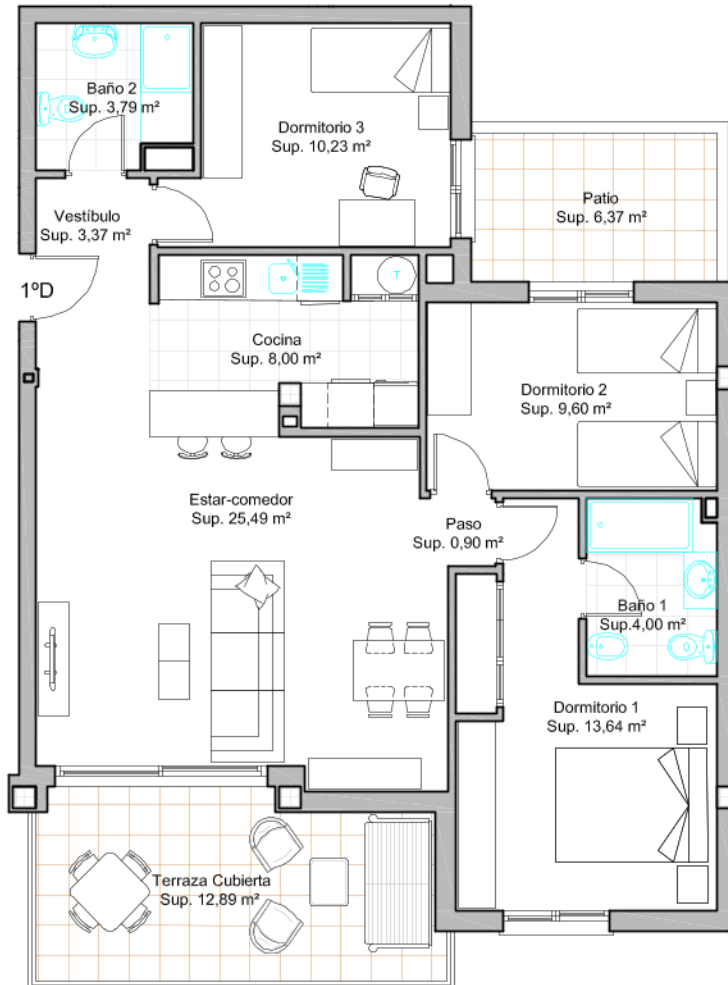 Baño 2
Sup. 3,79 m²
Dormitorio 3
Sup. 10,23 m²
Patio
Sup. 6,37 m²
Vestíbulo
Sup. 3,37 m²
1ºD
T
Cocina
Sup. 8,00 m²
Dormitorio 2
Sup. 9,60 m²
Estar-comedor
Sup. 25,49 m²
Paso
Sup. 0,90 m²
Baño 1
Sup.4,00 m²
Dormitorio 1
Sup. 13,64 m²
Terraza Cubierta
Sup. 12,89 m²